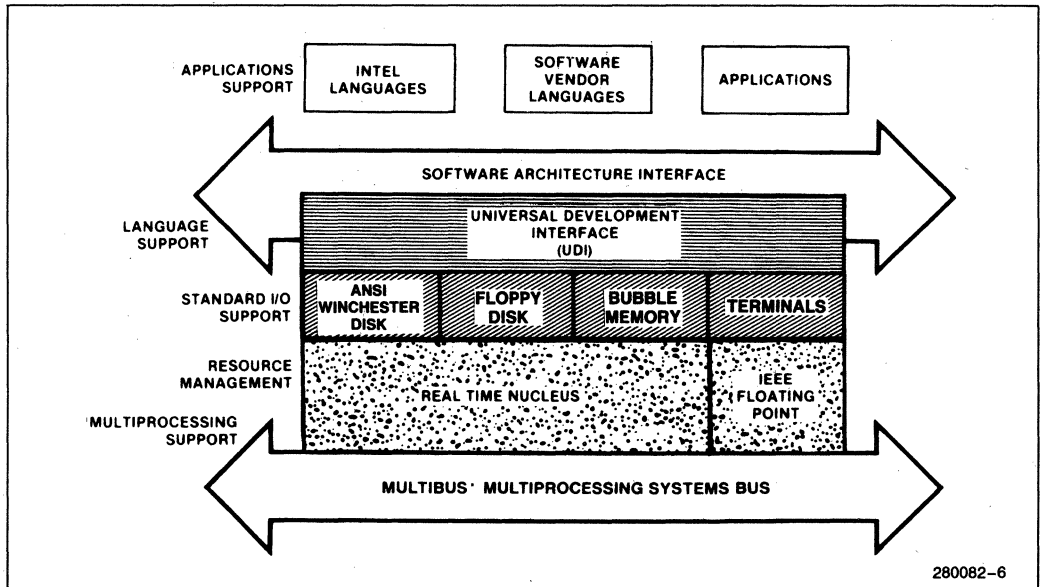 APPLICATIONS
SUPPORT
INTEL
LANGUAGES
SOFTWARE
VENDOR
LANGUAGES
APPLICATIONS
SOFTWARE ARCHITECTURE INTERFACE
LANGUAGE
SUPPORT
UNIVERSAL DEVELOPMENT
INTERFACE
(UDI)
STANDARD I/O
SUPPORT
ANSI
WINCHESTER
DISK
FLOPPY
DISK
BUBBLE
MEMORY
TERMINALS
RESOURCE
MANAGEMENT
REAL TIME NUCLEUS
IEEE
FLOATING
POINT
MULTIPROCESSING
SUPPORT
MULTIBUS® MULTIPROCESSING SYSTEMS BUS
280082-6